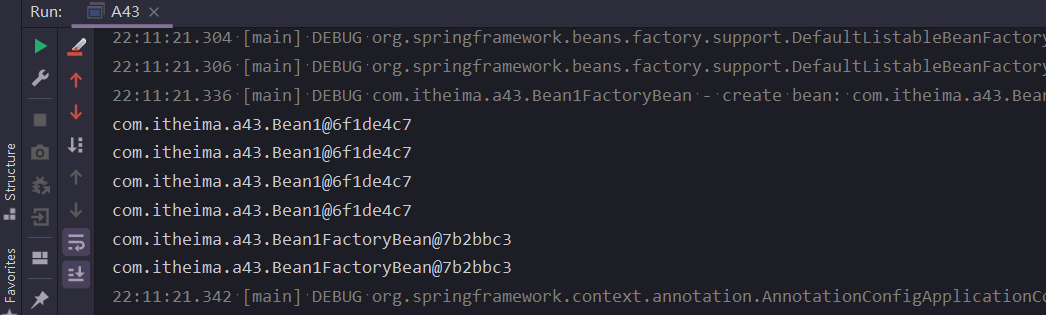 Run: A43
22:11:21.304 [main] DEBUG org.springframework.beans.factory.support.DefaultListableBeanFactory
22:11:21.306 [main] DEBUG org.springframework.beans.factory.support.DefaultListableBeanFactory
22:11:21.336 [main] DEBUG com.itheima.a43.Bean1FactoryBean - create bean: com.itheima.a43.Bean
com.itheima.a43.Bean1@6f1de4c7
com.itheima.a43.Bean1@6f1de4c7
com.itheima.a43.Bean1@6f1de4c7
com.itheima.a43.Bean1@6f1de4c7
com.itheima.a43.Bean1FactoryBean@7b2bbc3
com.itheima.a43.Bean1FactoryBean@7b2bbc3
22:11:21.342 [main] DEBUG org.springframework.context.annotation.AnnotationConfigApplicationCo
Structure
Favorites